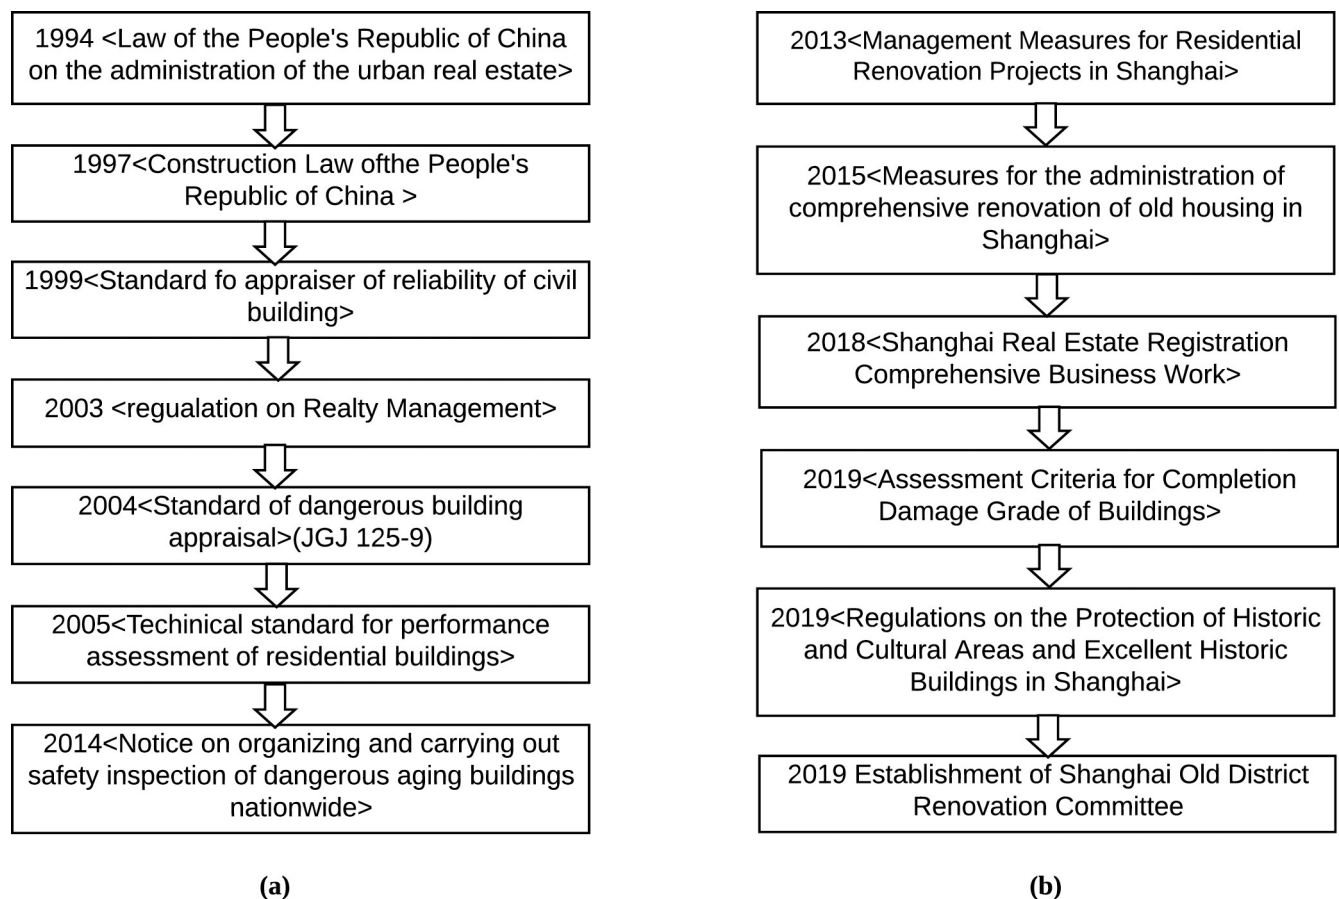 1994 <Law of the People's Republic of China
on the administration of the urban real estate>
1997<Construction Law ofthe People's
Republic of China >
1999<Standard fo appraiser of reliability of civil
building>
2003 <regualation on Realty Management>
2004<Standard of dangerous building
appraisal>(JGJ 125-9)
2005<Techinical standard for performance
assessment of residential buildings>
2014<Notice on organizing and carrying out
safety inspection of dangerous aging buildings
nationwide>
(a)
2013<Management Measures for Residential
Renovation Projects in Shanghai>
2015<Measures for the administration of
comprehensive renovation of old housing in
Shanghai>
2018<Shanghai Real Estate Registration
Comprehensive Business Work>
2019<Assessment Criteria for Completion
Damage Grade of Buildings>
2019<Regulations on the Protection of Historic
and Cultural Areas and Excellent Historic
Buildings in Shanghai>
2019 Establishment of Shanghai Old District
Renovation Committee
(b)